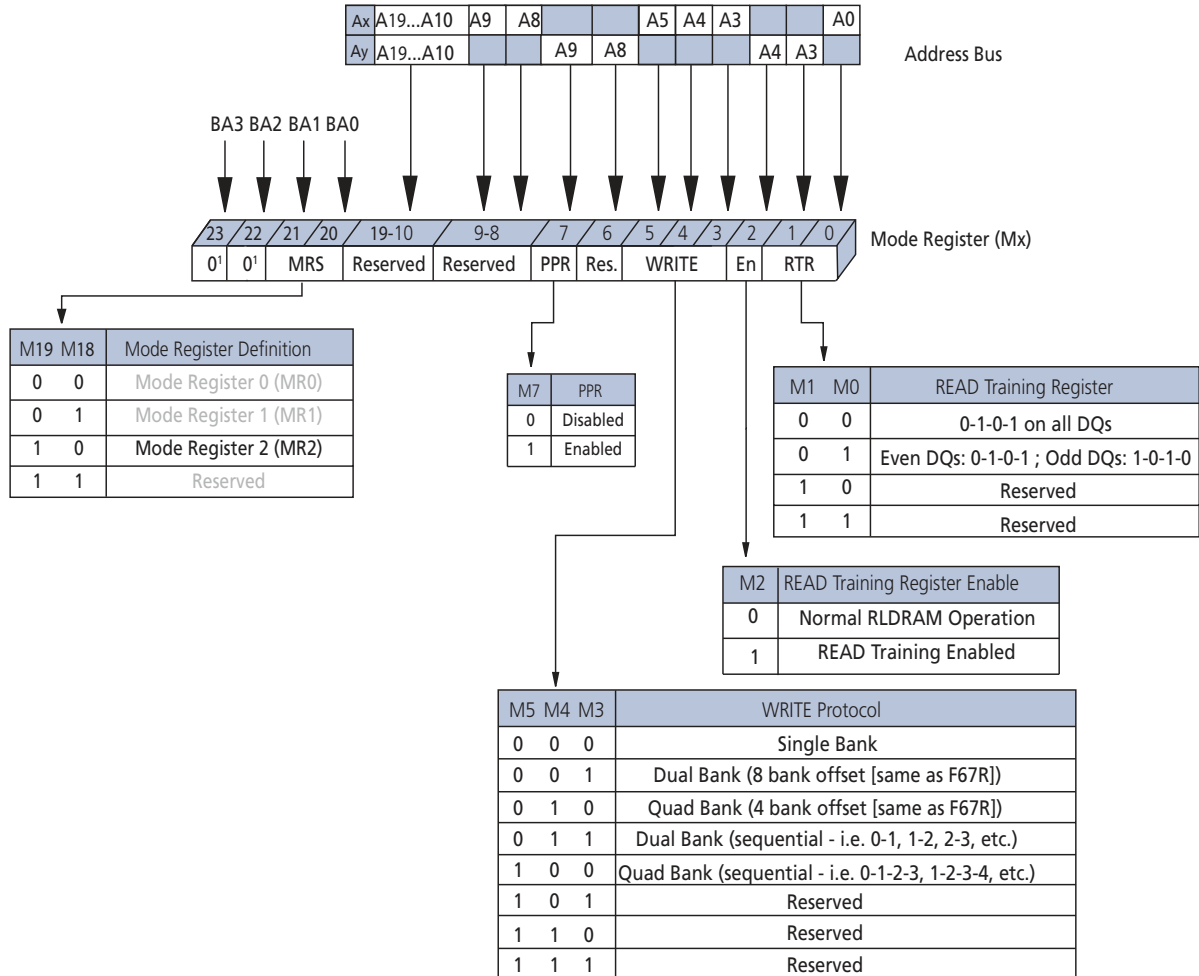 Ax A19...A10 A9 A8 A5 A4 A3 A0
Ay A19...A10 A9 A8 A4 A3
Address Bus
BA3 BA2 BA1 BA0
23 22 21 20 19-10 9-8 7 6 5 4 3 2 1 0
Mode Register (Mx)
0¹ 0¹ MRS Reserved Reserved PPR Res. WRITE En RTR
M19 M18 Mode Register Definition
0 0 Mode Register 0 (MR0)
0 1 Mode Register 1 (MR1)
1 0 Mode Register 2 (MR2)
1 1 Reserved
M7 PPR
0 Disabled
1 Enabled
M1 M0 READ Training Register
0 0 0-1-0-1 on all DQs
0 1 Even DQs: 0-1-0-1 ; Odd DQs: 1-0-1-0
1 0 Reserved
1 1 Reserved
M2 READ Training Register Enable
0 Normal RLDRAM Operation
1 READ Training Enabled
M5 M4 M3 WRITE Protocol
0 0 0 Single Bank
0 0 1 Dual Bank (8 bank offset [same as F67R])
0 1 0 Quad Bank (4 bank offset [same as F67R])
0 1 1 Dual Bank (sequential - i.e. 0-1, 1-2, 2-3, etc.)
1 0 0 Quad Bank (sequential - i.e. 0-1-2-3, 1-2-3-4, etc.)
1 0 1 Reserved
1 1 0 Reserved
1 1 1 Reserved